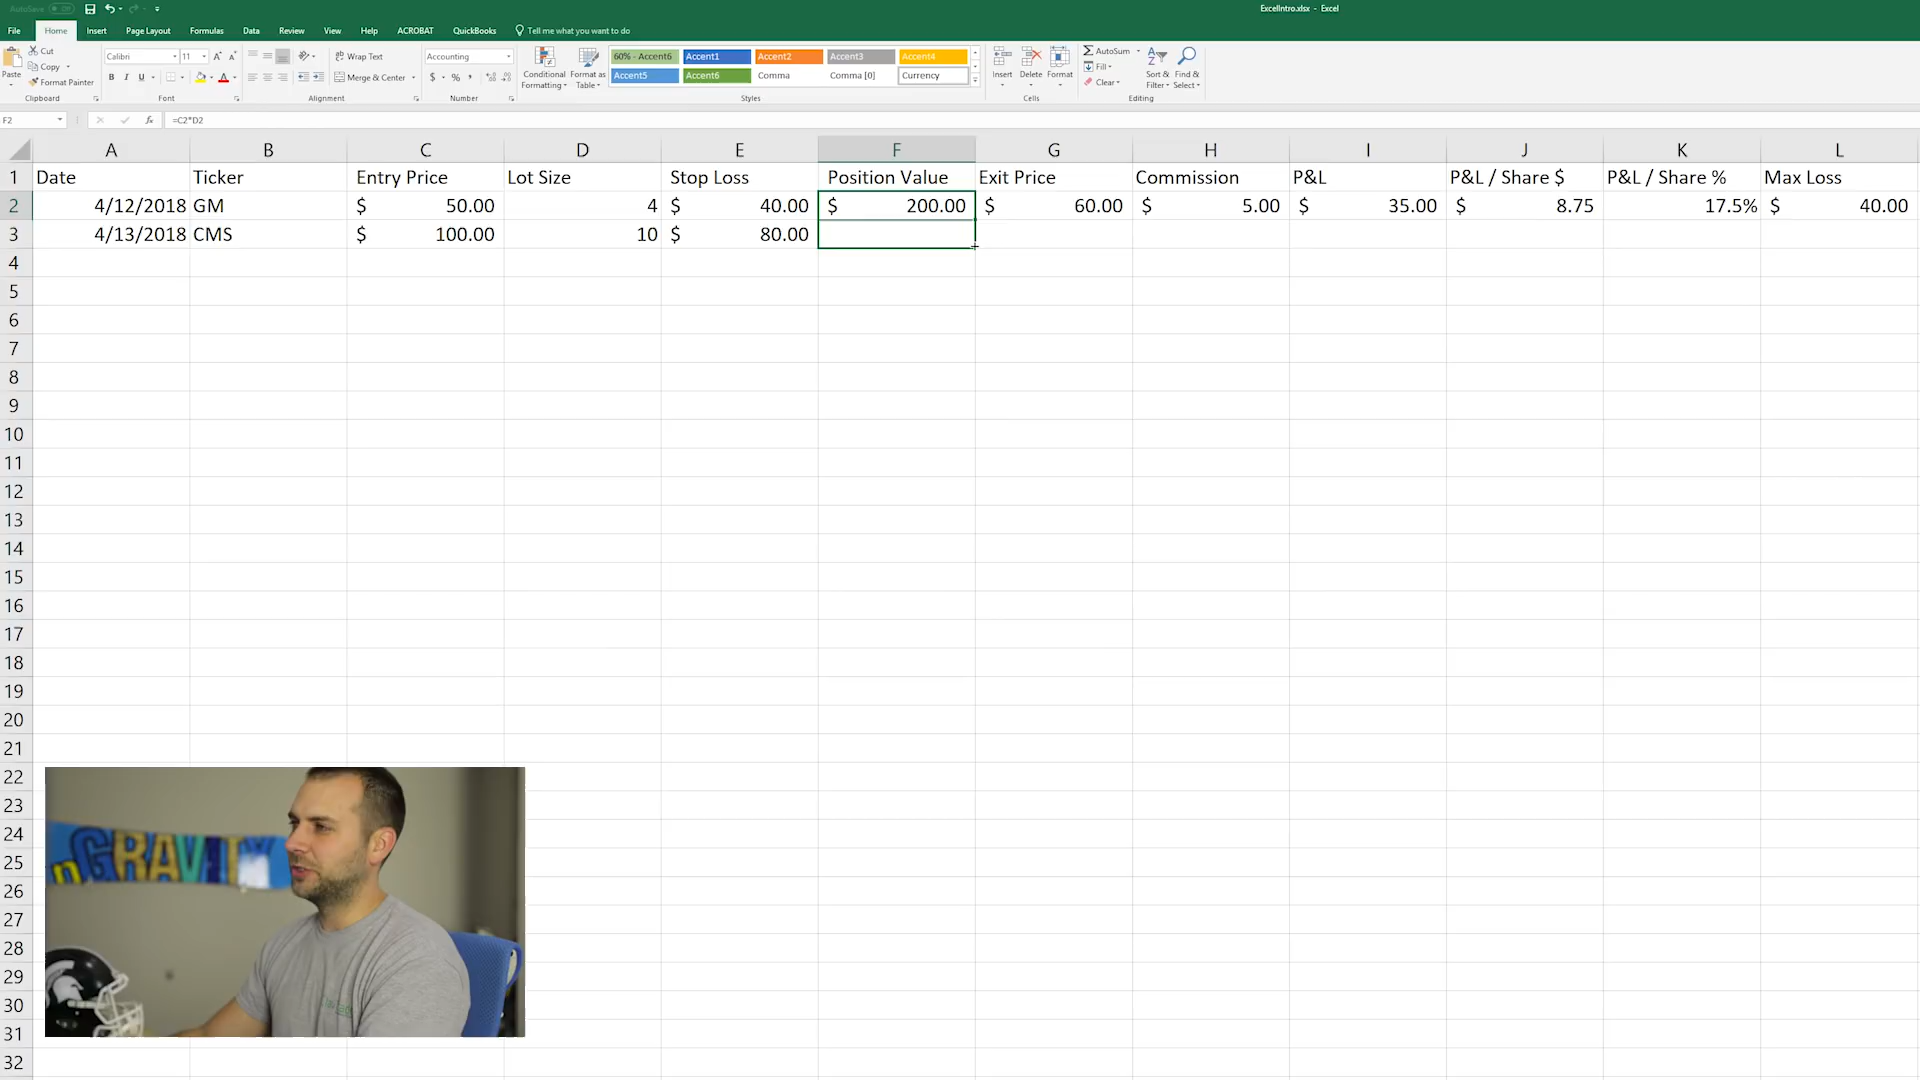 AutoSave Off
ExcelIntro.xlsx - Excel
File Home Insert Page Layout Formulas Data Review View Help ACROBAT QuickBooks Tell me what you want to do
Paste Cut Copy Format Painter Clipboard
Calibri 11 B I U Font
Wrap Text Merge & Center Alignment
Accounting $ % Number
Conditional Formatting Format as Table
60% - Accent6 Accent1 Accent2 Accent3 Accent4
Accent5 Accent6 Comma Comma [0] Currency
Styles
Insert Delete Format Cells
AutoSum Fill Clear Sort & Filter Find & Select Editing
F2 fx =C2*D2
A B C D E F G H I J K L
1 Date Ticker Entry Price Lot Size Stop Loss Position Value Exit Price Commission P&L P&L / Share $ P&L / Share % Max Loss
2 4/12/2018 GM $ 50.00 4 $ 40.00 $ 200.00 $ 60.00 $ 5.00 $ 35.00 $ 8.75 17.5% $ 40.00
3 4/13/2018 CMS $ 100.00 10 $ 80.00
4
5
6
7
8
9
10
11
12
13
14
15
16
17
18
19
20
21
22
23
24
25
26
27
28
29
30
31
32
nGRAVITY